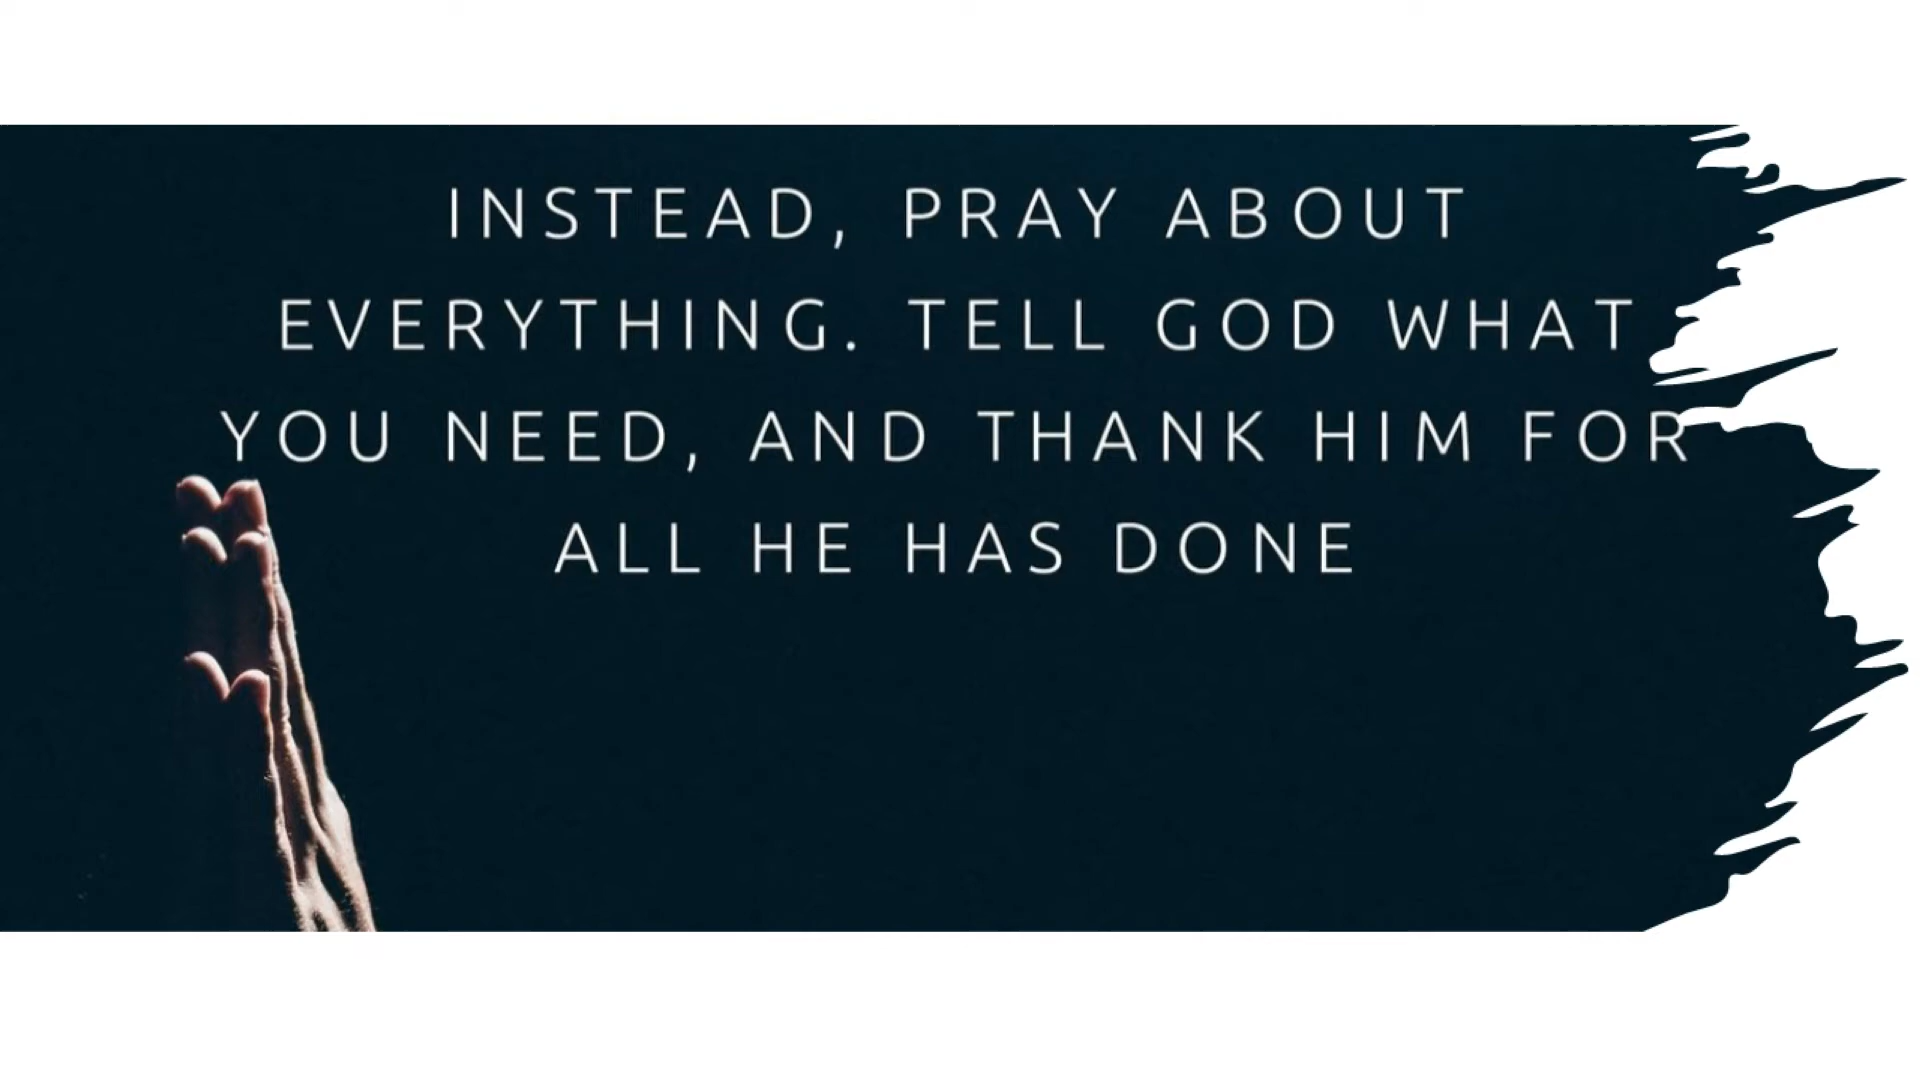 INSTEAD, PRAY ABOUT
EVERYTHING. TELL GOD WHAT
YOU NEED, AND THANK HIM FOR
ALL HE HAS DONE